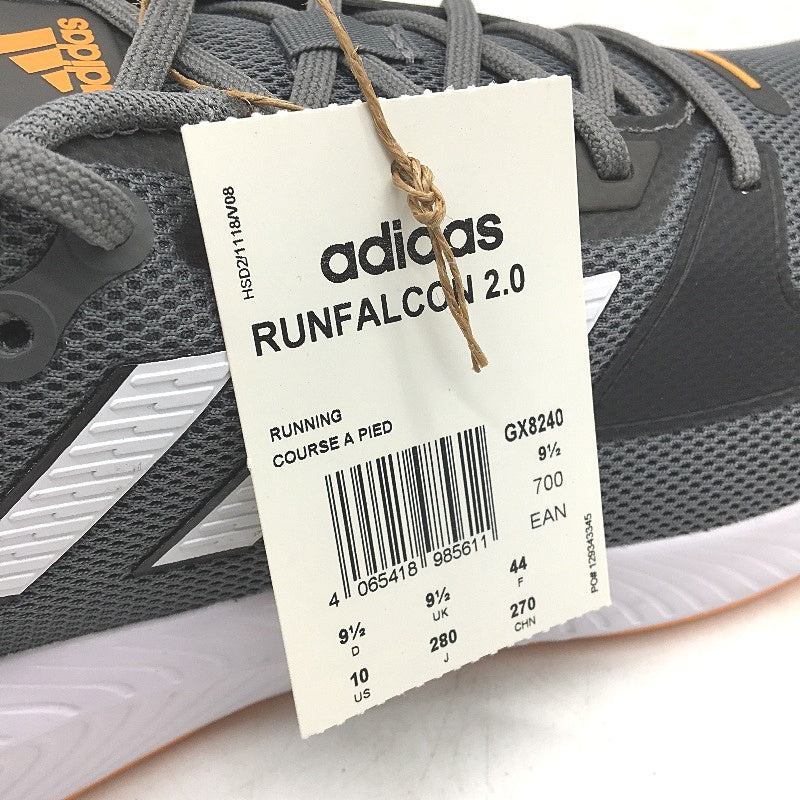 adidas
HSD2/1118/V08
adidas
RUNFALCON 2.0
RUNNING
COURSE A PIED
GX8240
9½
700
EAN
4 065418 985611
PO# 129343345
9½ 9½ 44
D UK F
10 280 270
US J CHN